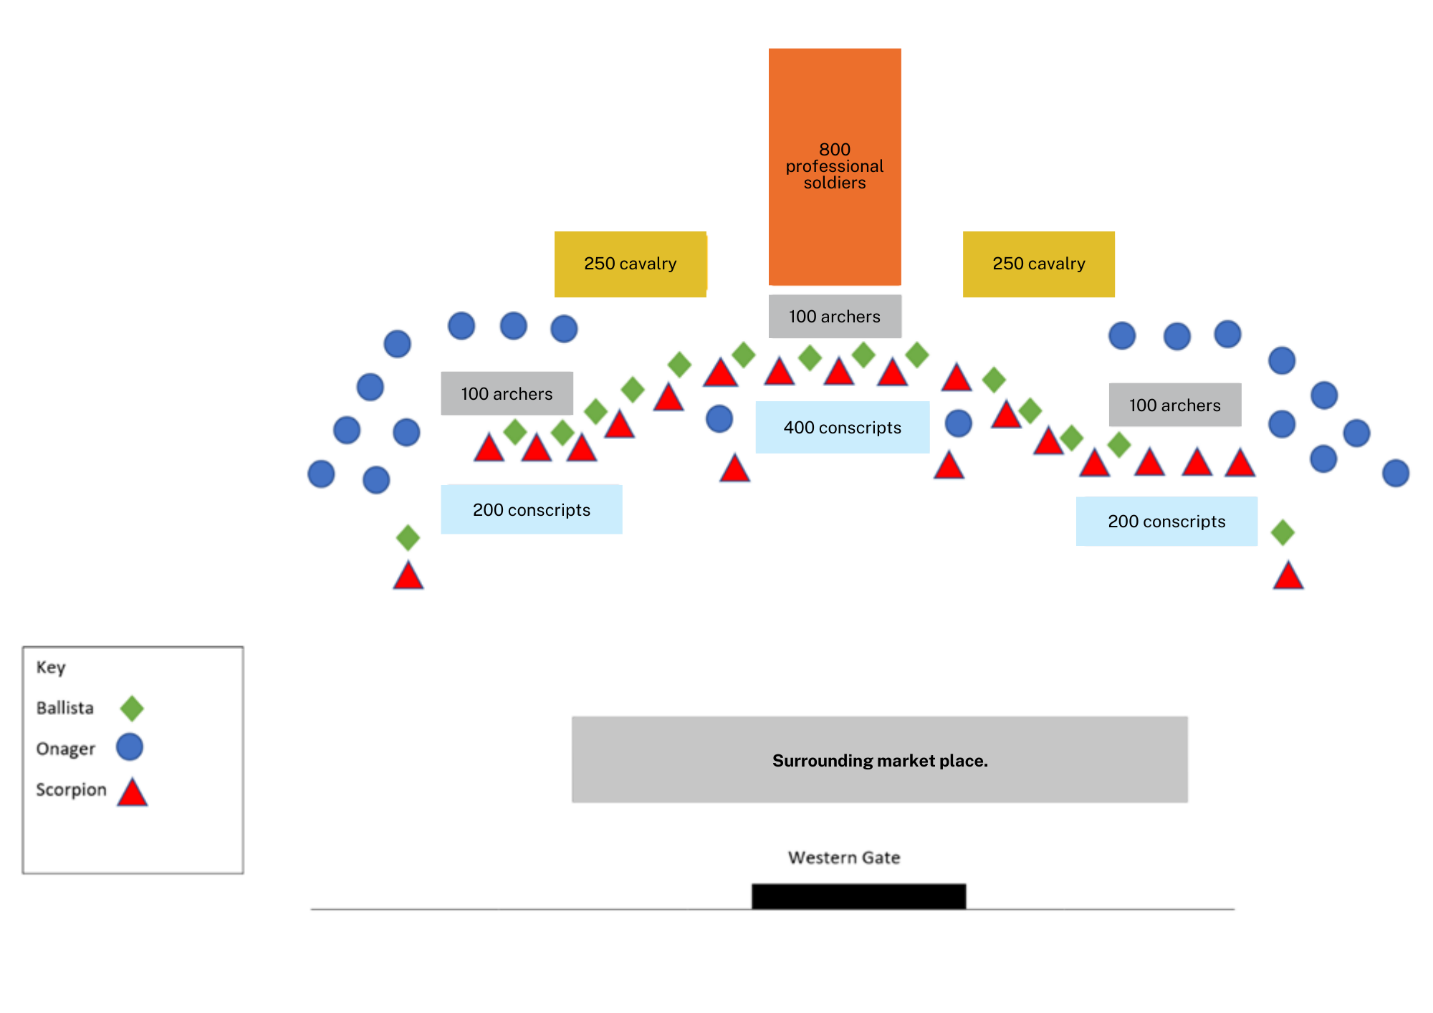 800
professional
soldiers
250 cavalry
250 cavalry
100 archers
100 archers
100 archers
400 conscripts
200 conscripts
200 conscripts
Key
Ballista
Onager
Scorpion
Surrounding market place.
Western Gate